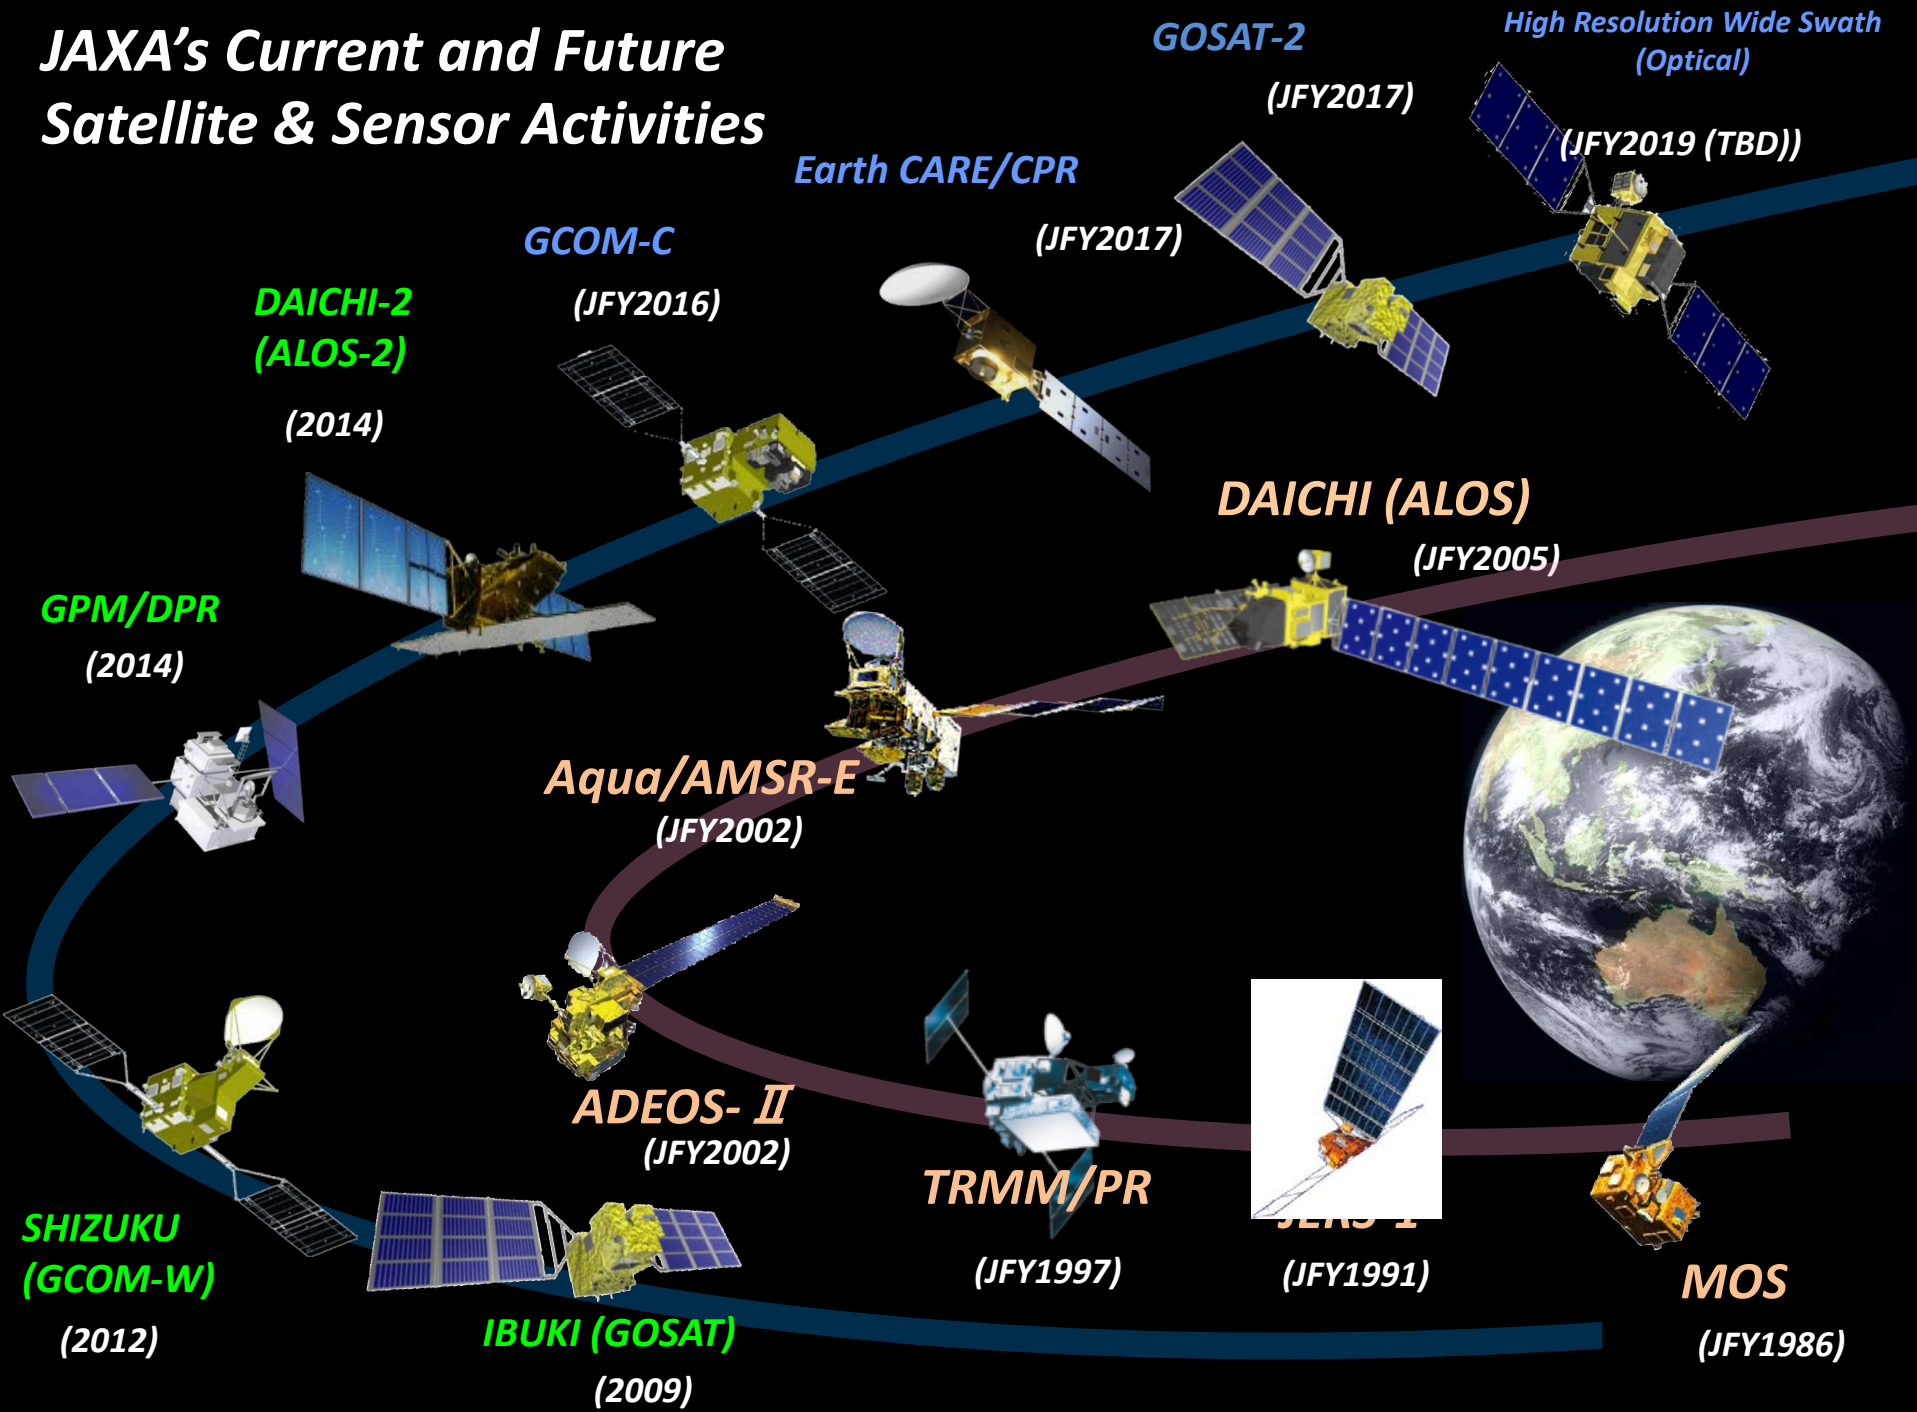 JAXA’s Current and Future
Satellite & Sensor Activities
High Resolution Wide Swath
(Optical)
(JFY2019 (TBD))
GOSAT-2
(JFY2017)
Earth CARE/CPR
(JFY2017)
GCOM-C
(JFY2016)
DAICHI-2
(ALOS-2)
(2014)
GPM/DPR
(2014)
DAICHI (ALOS)
(JFY2005)
Aqua/AMSR-E
(JFY2002)
ADEOS- Ⅱ
(JFY2002)
TRMM/PR
(JFY1997)
JERS-1
(JFY1991)
MOS
(JFY1986)
SHIZUKU
(GCOM-W)
(2012)
IBUKI (GOSAT)
(2009)